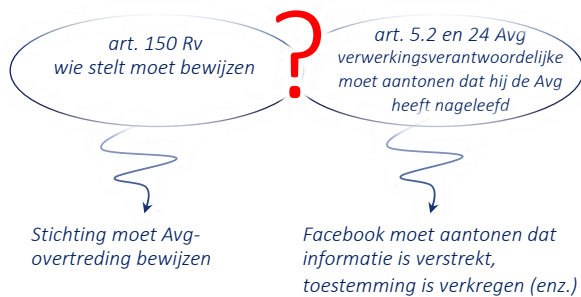 art. 150 Rv
wie stelt moet bewijzen
?
art. 5.2 en 24 Avg
verwerkingsverantwoordelijke
moet aantonen dat hij de Avg
heeft nageleefd
Stichting moet Avg-
overtreding bewijzen
Facebook moet aantonen dat
informatie is verstrekt,
toestemming is verkregen (enz.)